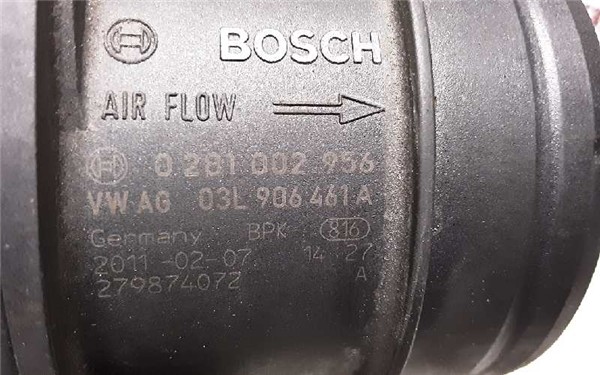 BOSCH
AIR FLOW
0 281 002 956
VW AG 03L 906 461 A
Germany BPK 816
2011-02-07 14 27
279874072 A